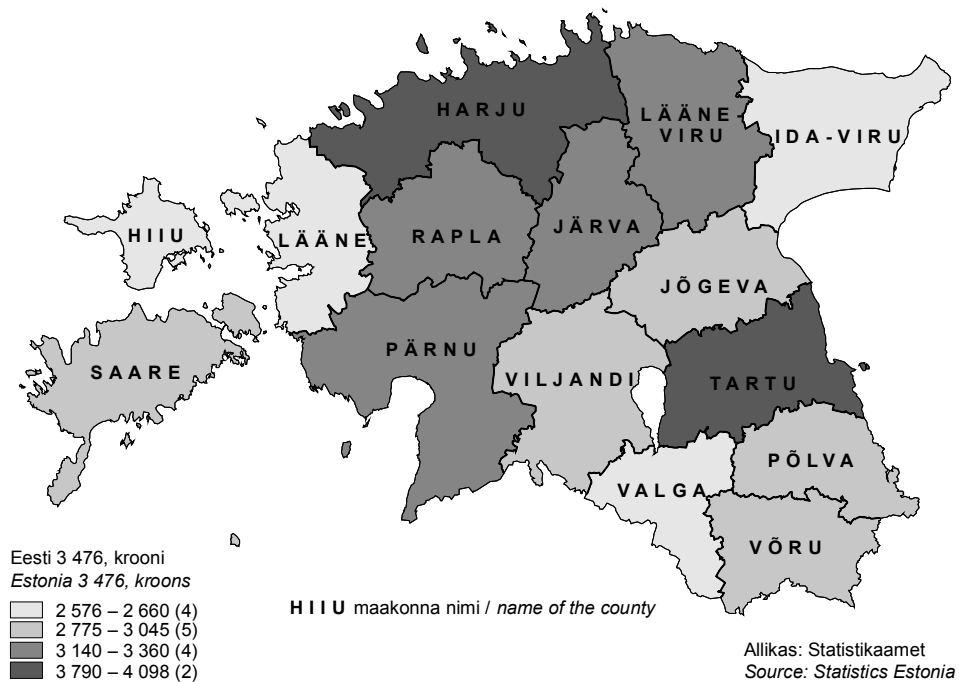 HARJU
LÄÄNE-
VIRU
IDA-VIRU
HIIU
LÄÄNE
RAPLA
JÄRVA
JÕGEVA
SAARE
PÄRNU
VILJANDI
TARTU
PÕLVA
VALGA
VÕRU
Eesti 3 476, krooni
Estonia 3 476, kroons
2 576 – 2 660 (4)
2 775 – 3 045 (5)
3 140 – 3 360 (4)
3 790 – 4 098 (2)
HIIU maakonna nimi / name of the county
Allikas: Statistikaamet
Source: Statistics Estonia